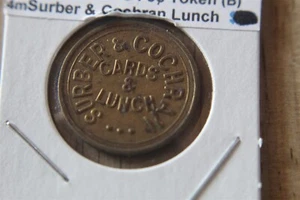 Token (B)
4mSurber & Cochran Lunch
SURBER & COCHRAN
CARDS
&
LUNCH
...